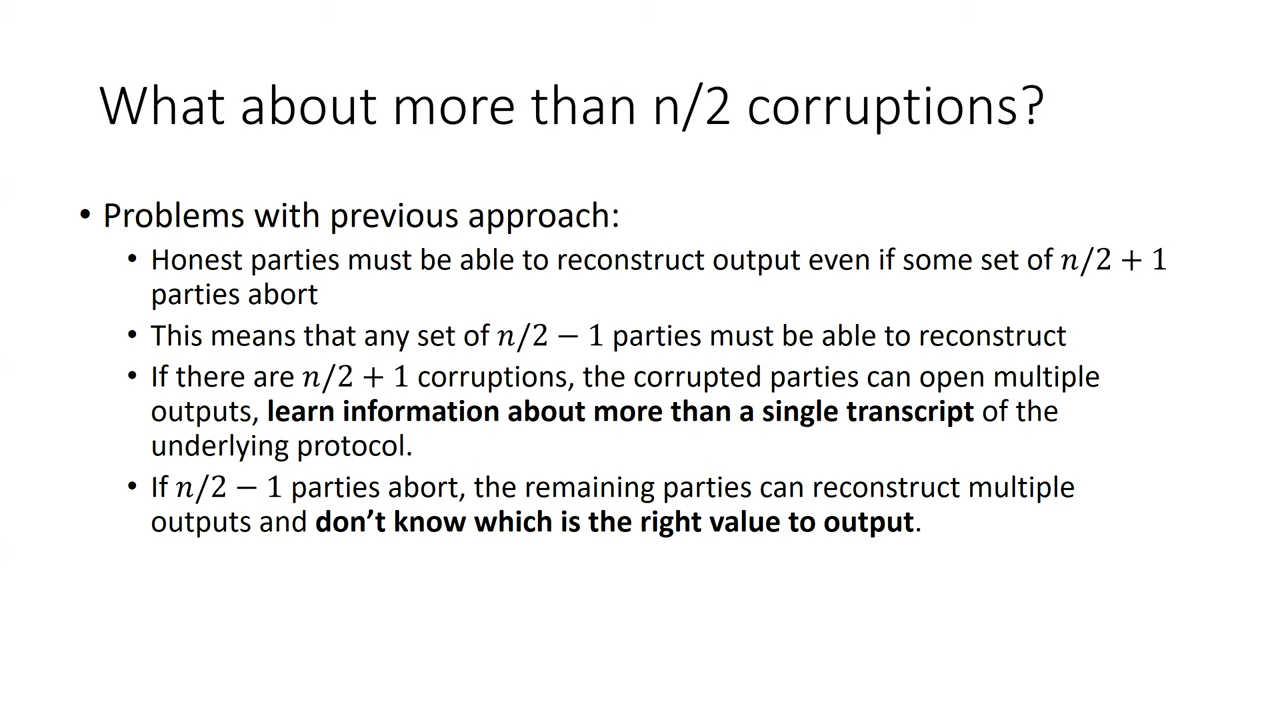 What about more than n/2 corruptions?
• Problems with previous approach:
• Honest parties must be able to reconstruct output even if some set of n/2 + 1
parties abort
• This means that any set of n/2 − 1 parties must be able to reconstruct
• If there are n/2 + 1 corruptions, the corrupted parties can open multiple
outputs, learn information about more than a single transcript of the
underlying protocol.
• If n/2 − 1 parties abort, the remaining parties can reconstruct multiple
outputs and don’t know which is the right value to output.